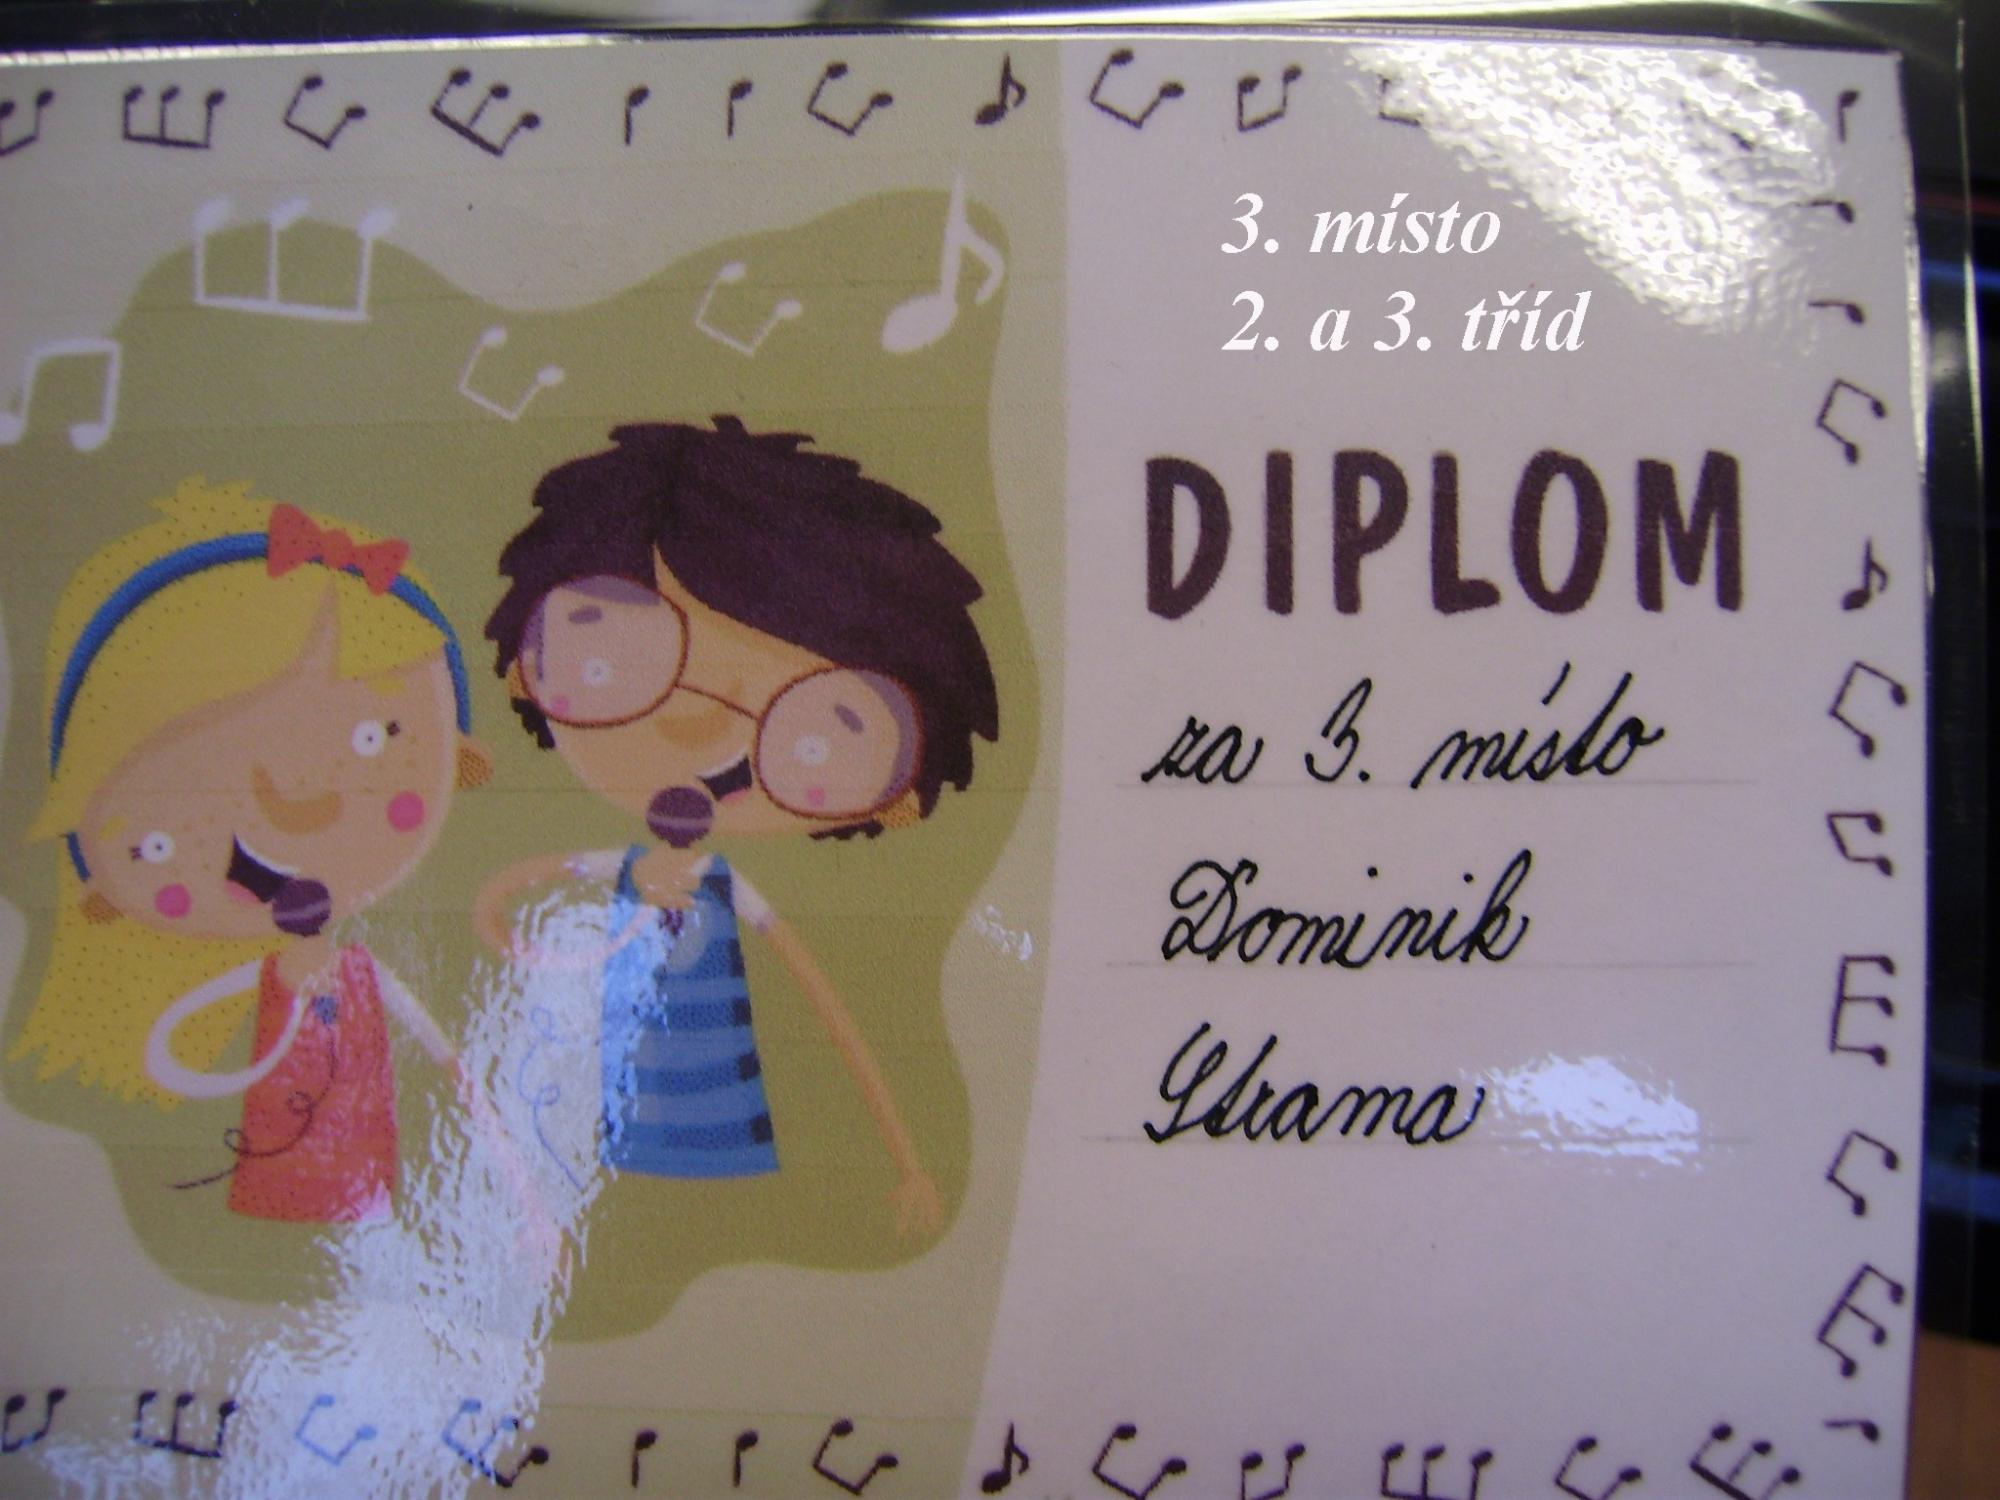 3. místo
2. a 3. tříd
DIPLOM
za 3. místo
Dominik
Strama